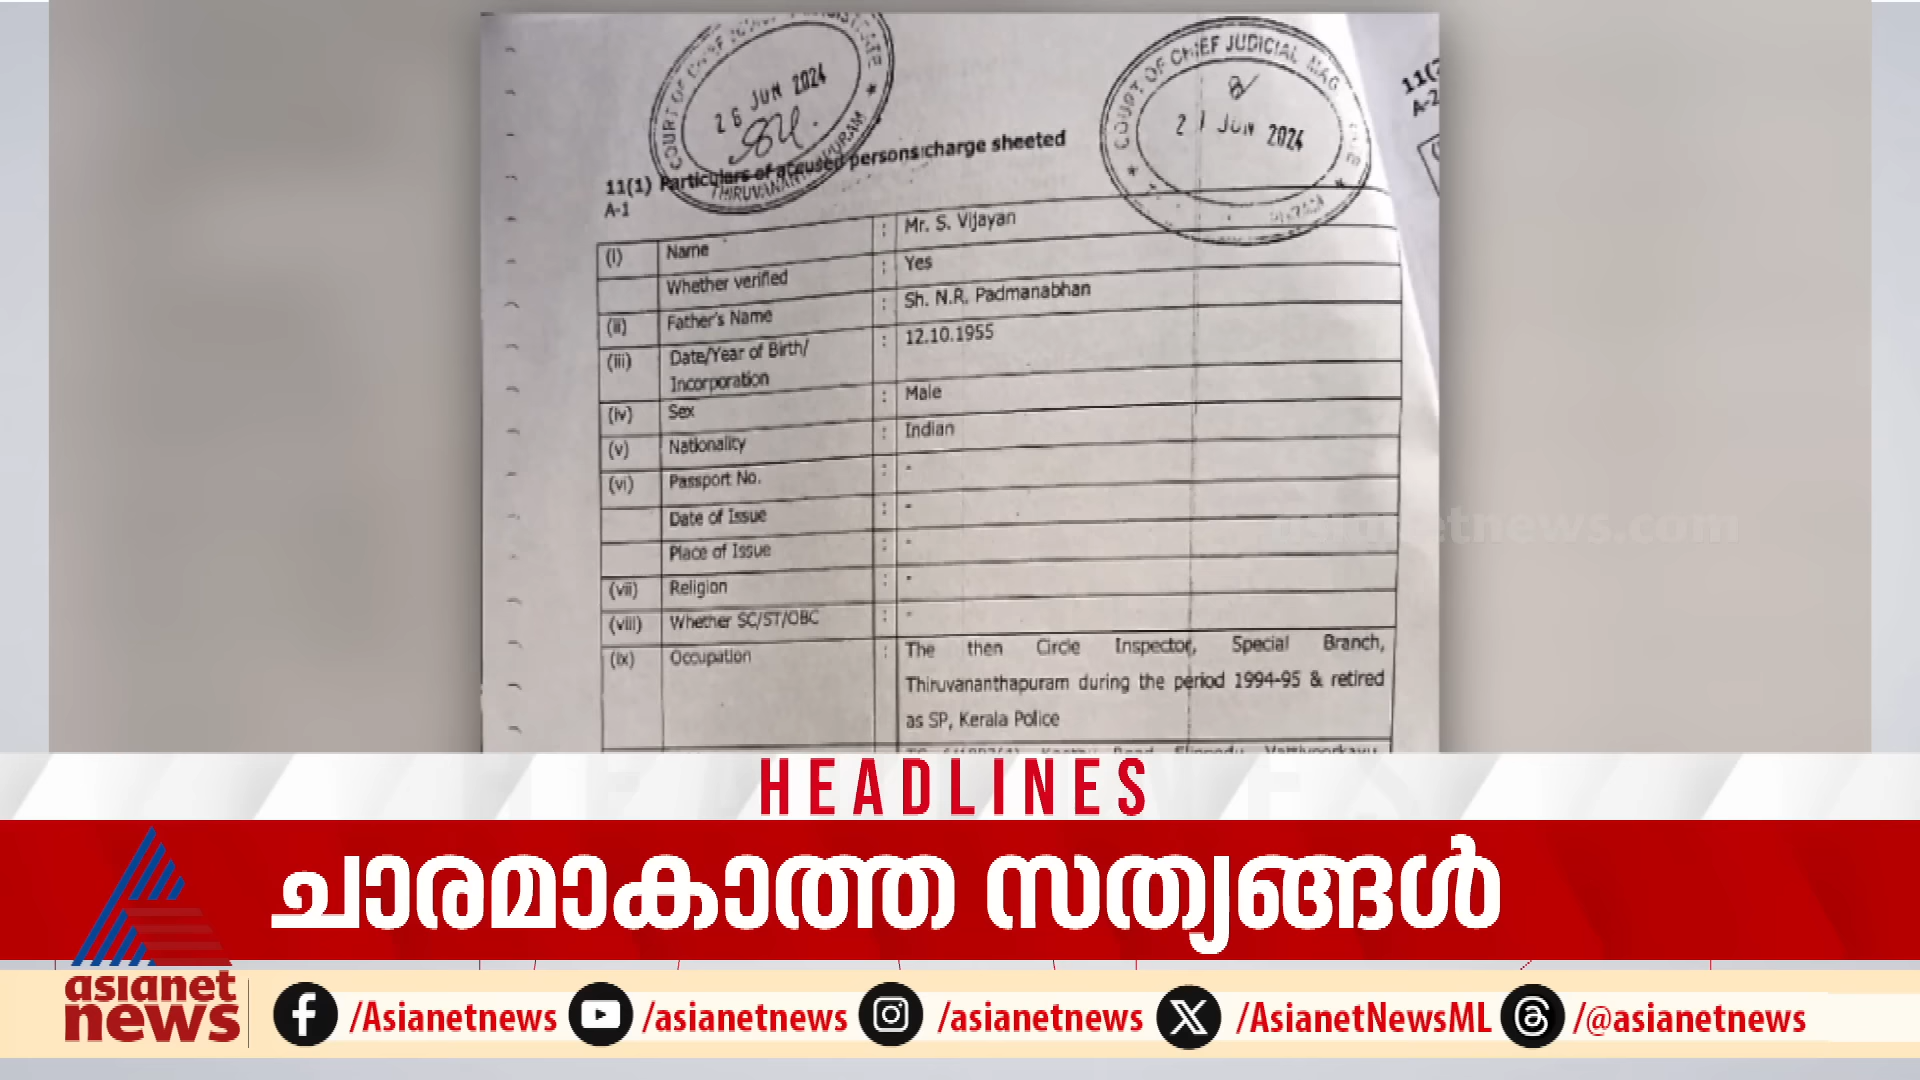 COURT OF CHIEF JUDICIAL MAGISTRATE
26 JUN 2024
THIRUVANANTHAPURAM
COURT OF CHIEF JUDICIAL MAG
21 JUN 2024
11(1) Particulars of accused persons charge sheeted
A-1
(i) Name : Mr. S. Vijayan
Whether verified : Yes
(ii) Father's Name : Sh. N.R. Padmanabhan
(iii) Date/Year of Birth/ : 12.10.1955
Incorporation
(iv) Sex : Male
(v) Nationality : Indian
(vi) Passport No. : -
Date of Issue : -
Place of Issue : -
(vii) Religion : -
(viii) Whether SC/ST/OBC : -
(ix) Occupation : The then Circle Inspector, Special Branch,
Thiruvananthapuram during the period 1994-95 & retired
as SP, Kerala Police
asianetnews.com
HEADLINES
ചാരമാകാത്ത സത്യങ്ങൾ
asianet
news
/Asianetnews /asianetnews /asianetnews /AsianetNewsML /@asianetnews